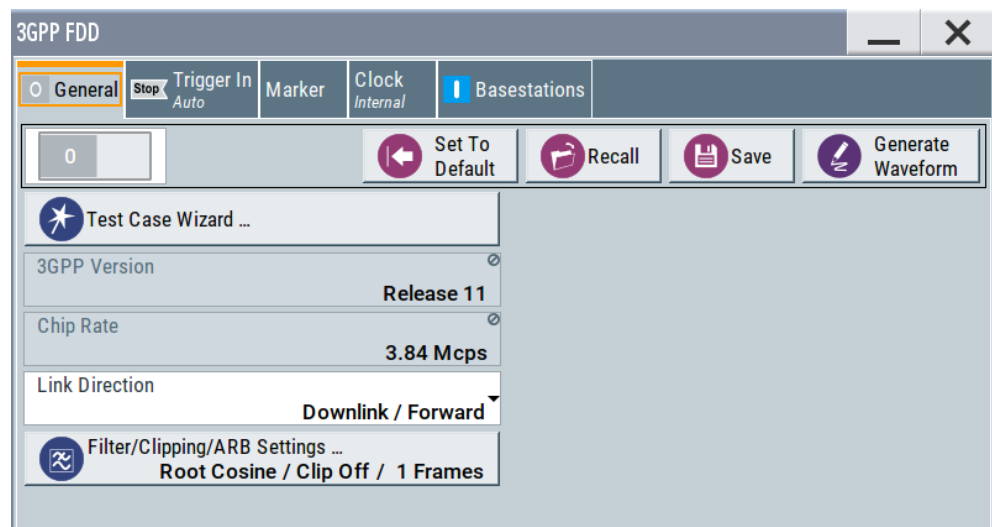 3GPP FDD
0 General
Stop Trigger In
Auto
Marker
Clock
Internal
I Basestations
0
Set To
Default
Recall
Save
Generate
Waveform
Test Case Wizard ...
3GPP Version
Release 11
Chip Rate
3.84 Mcps
Link Direction
Downlink / Forward
Filter/Clipping/ARB Settings ...
Root Cosine / Clip Off / 1 Frames